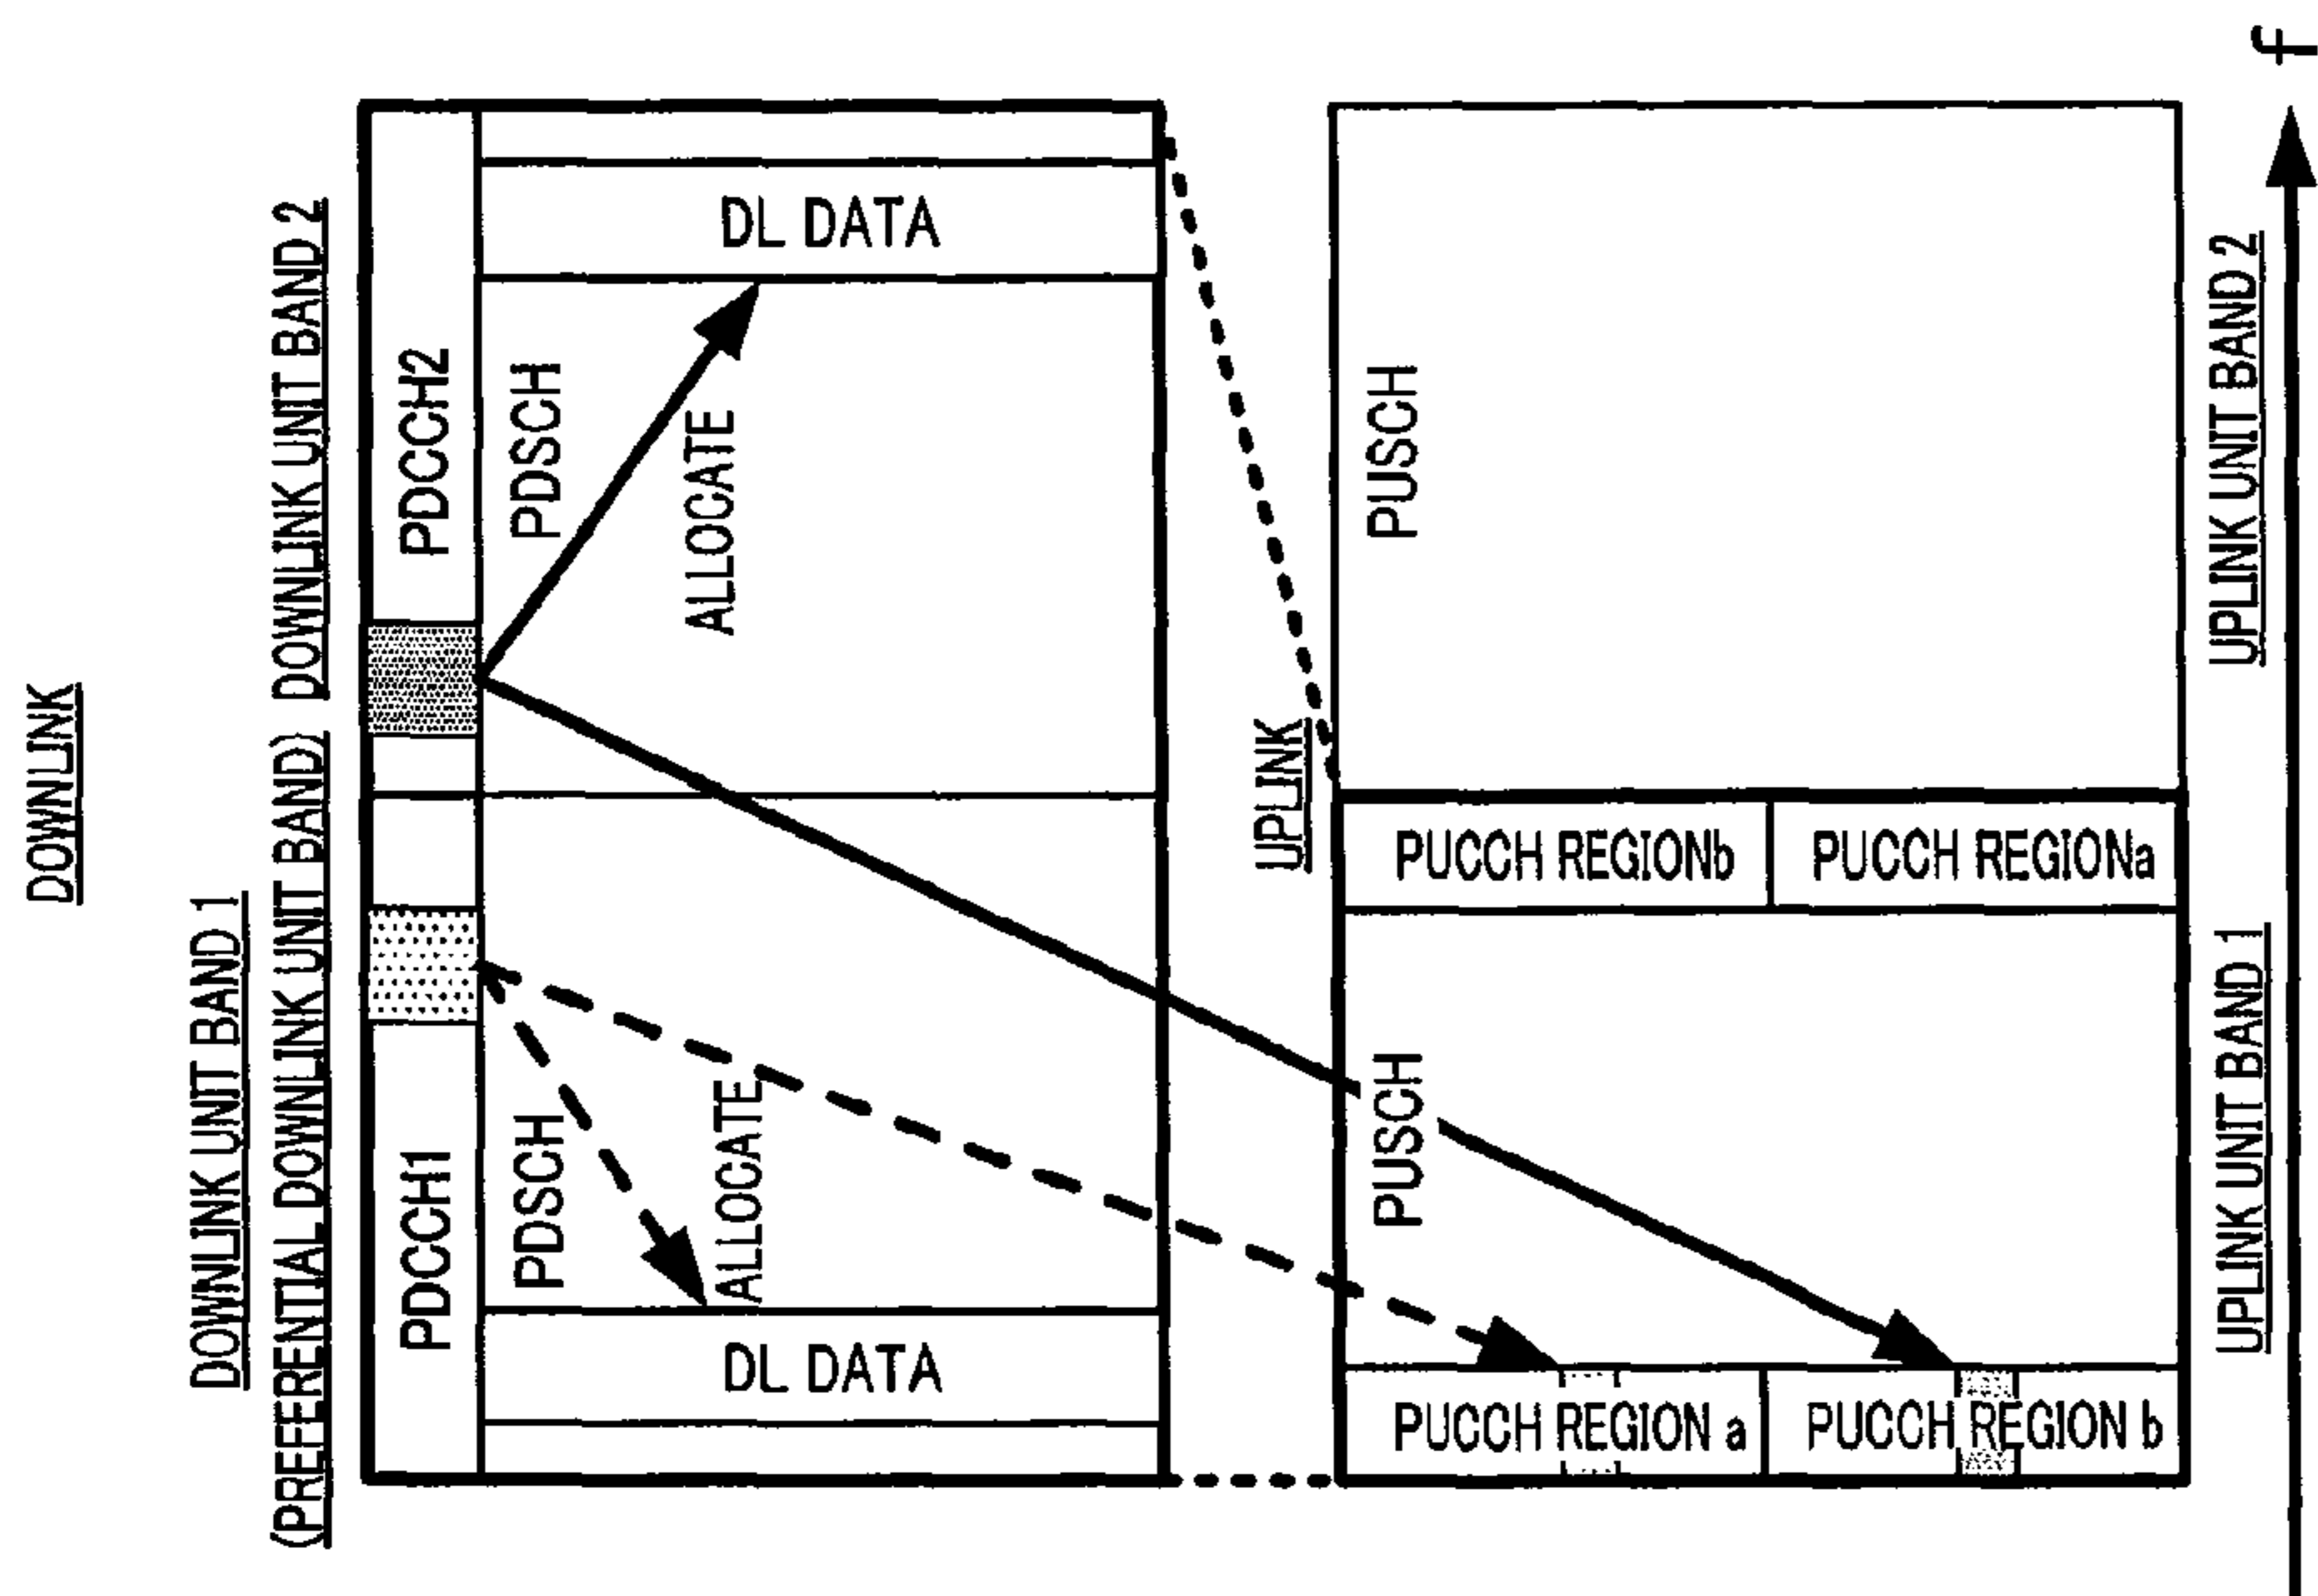 DOWNLINK
DOWNLINK UNIT BAND 1
(PREFERENTIAL DOWNLINK UNIT BAND)
DOWNLINK UNIT BAND 2
PDCCH1
PDCCH2
PDSCH
PDSCH
ALLOCATE
ALLOCATE
DL DATA
DL DATA
UPLINK
PUSCH
PUSCH
PUCCH REGIONb
PUCCH REGIONa
PUCCH REGION a
PUCCH REGION b
UPLINK UNIT BAND 1
UPLINK UNIT BAND 2
f